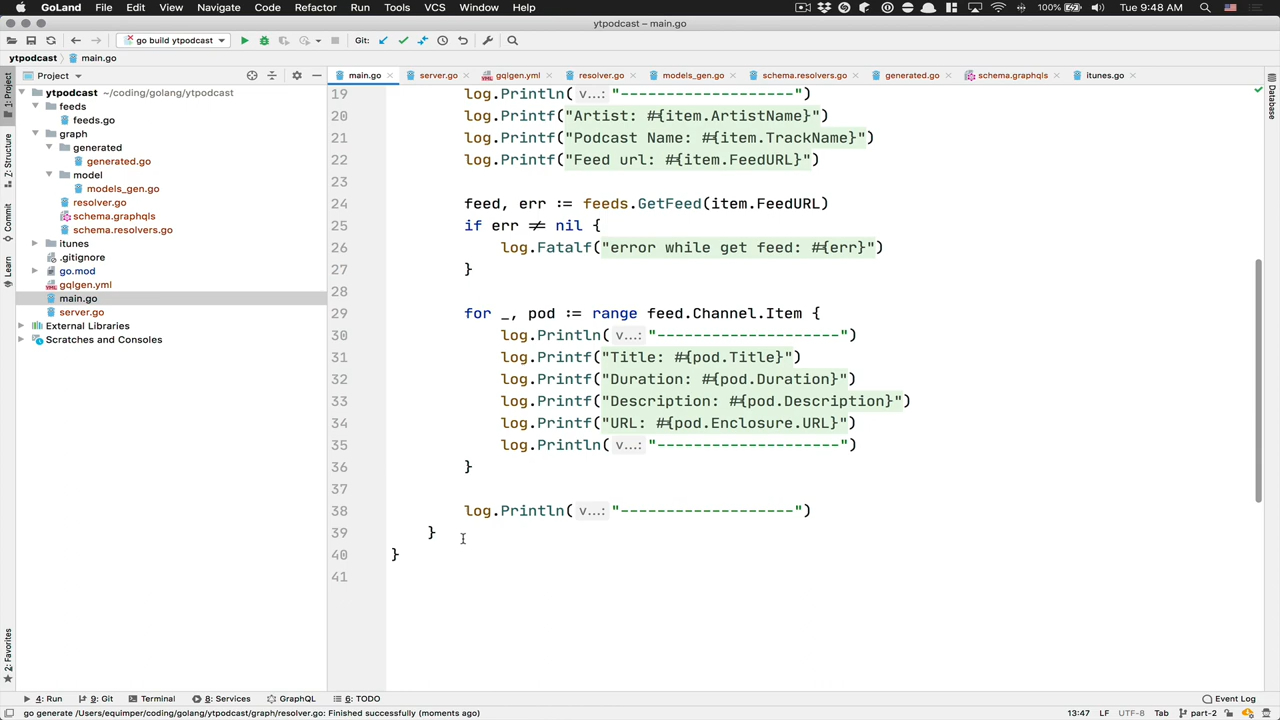 GoLand File Edit View Navigate Code Refactor Run Tools VCS Window Help 100% Tue 9:48 AM
ytpodcast – main.go
go build ytpodcast Git:
ytpodcast main.go
Project
main.go server.go gqlgen.yml resolver.go models_gen.go schema.resolvers.go generated.go schema.graphqls itunes.go
1: Project
Z: Structure
Commit
Learn
2: Favorites
Database
ytpodcast ~/coding/golang/ytpodcast
feeds
feeds.go
graph
generated
generated.go
model
models_gen.go
resolver.go
schema.graphqls
schema.resolvers.go
itunes
.gitignore
go.mod
gqlgen.yml
main.go
server.go
External Libraries
Scratches and Consoles
19 log.Println( v...: "-------------------")
20 log.Printf("Artist: #{item.ArtistName}")
21 log.Printf("Podcast Name: #{item.TrackName}")
22 log.Printf("Feed url: #{item.FeedURL}")
23
24 feed, err := feeds.GetFeed(item.FeedURL)
25 if err != nil {
26 log.Fatalf("error while get feed: #{err}")
27 }
28
29 for _, pod := range feed.Channel.Item {
30 log.Println( v...: "--------------------")
31 log.Printf("Title: #{pod.Title}")
32 log.Printf("Duration: #{pod.Duration}")
33 log.Printf("Description: #{pod.Description}")
34 log.Printf("URL: #{pod.Enclosure.URL}")
35 log.Println( v...: "--------------------")
36 }
37
38 log.Println( v...: "-------------------")
39 }
40 }
41
4: Run 9: Git Terminal 8: Services GraphQL 6: TODO Event Log
go generate /Users/equimper/coding/golang/ytpodcast/graph/resolver.go: Finished successfully (moments ago) 13:47 LF UTF-8 Tab part-2